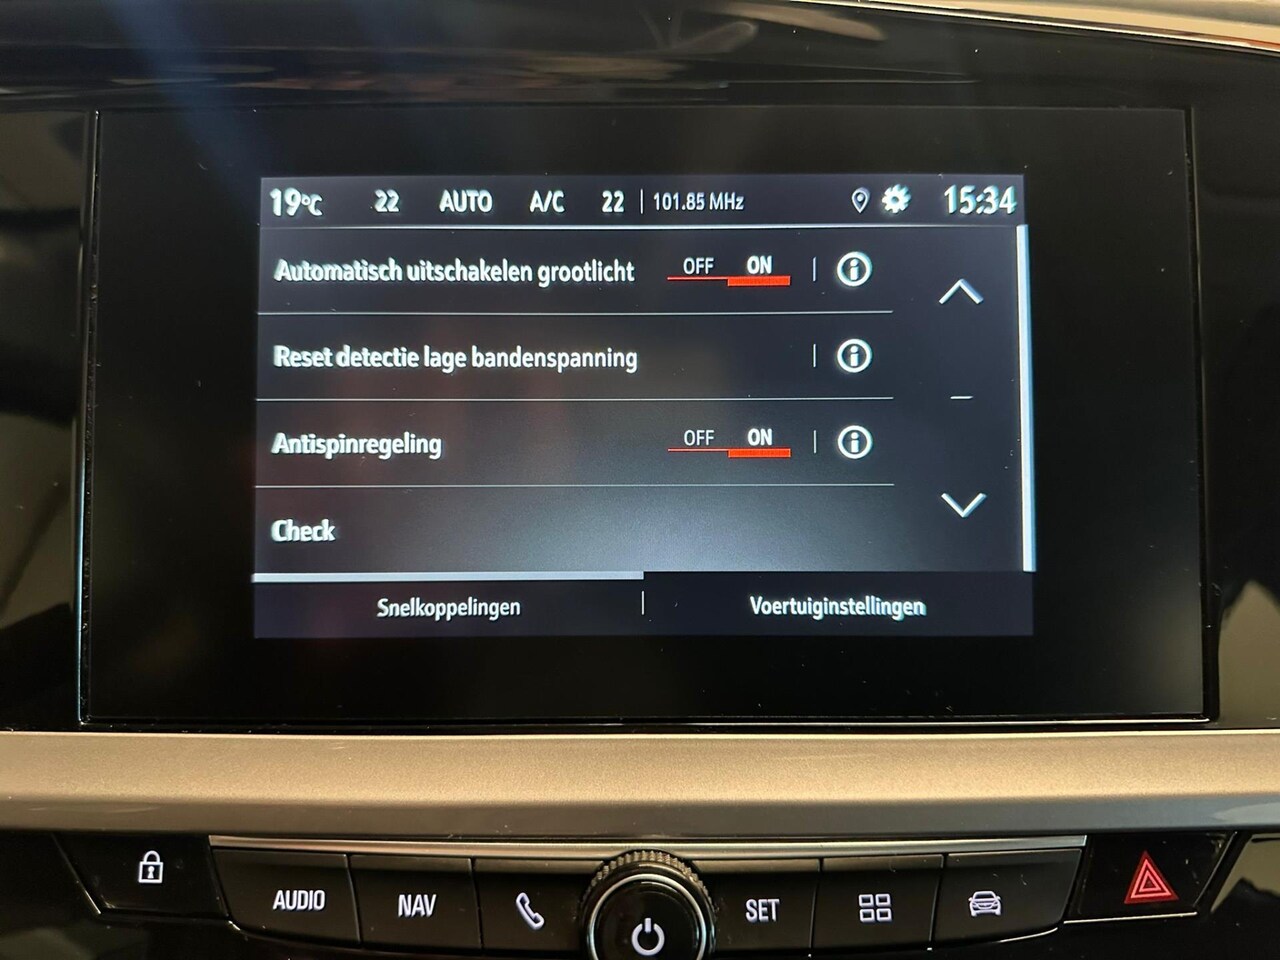 19°C 22 AUTO A/C 22 | 101.85 MHz 15:34
Automatisch uitschakelen grootlicht OFF ON
Reset detectie lage bandenspanning
Antispinregeling OFF ON
Check
Snelkoppelingen | Voertuiginstellingen
AUDIO NAV SET